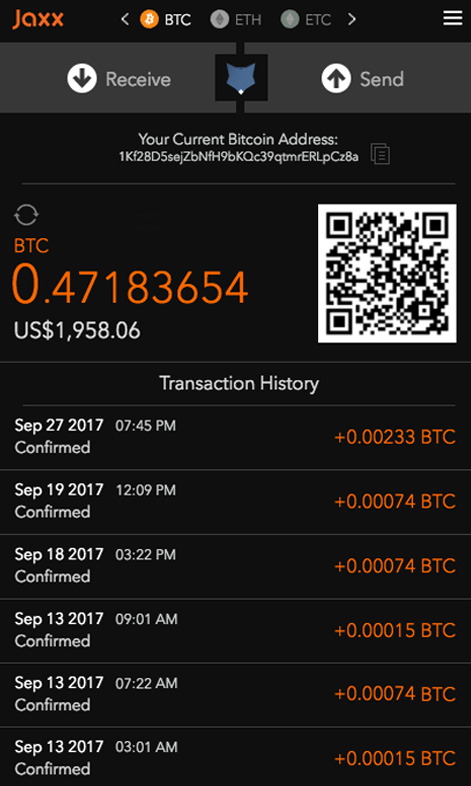 Jaxx BTC ETH ETC
Receive Send
Your Current Bitcoin Address:
1Kf28D5sejZbNfH9bKQc39qtmrERLpCz8a
BTC
0.47183654
US$1,958.06
Transaction History
Sep 27 2017 07:45 PM
Confirmed
+0.00233 BTC
Sep 19 2017 12:09 PM
Confirmed
+0.00074 BTC
Sep 18 2017 03:22 PM
Confirmed
+0.00074 BTC
Sep 13 2017 09:01 AM
Confirmed
+0.00015 BTC
Sep 13 2017 07:22 AM
Confirmed
+0.00074 BTC
Sep 13 2017 03:01 AM
Confirmed
+0.00015 BTC